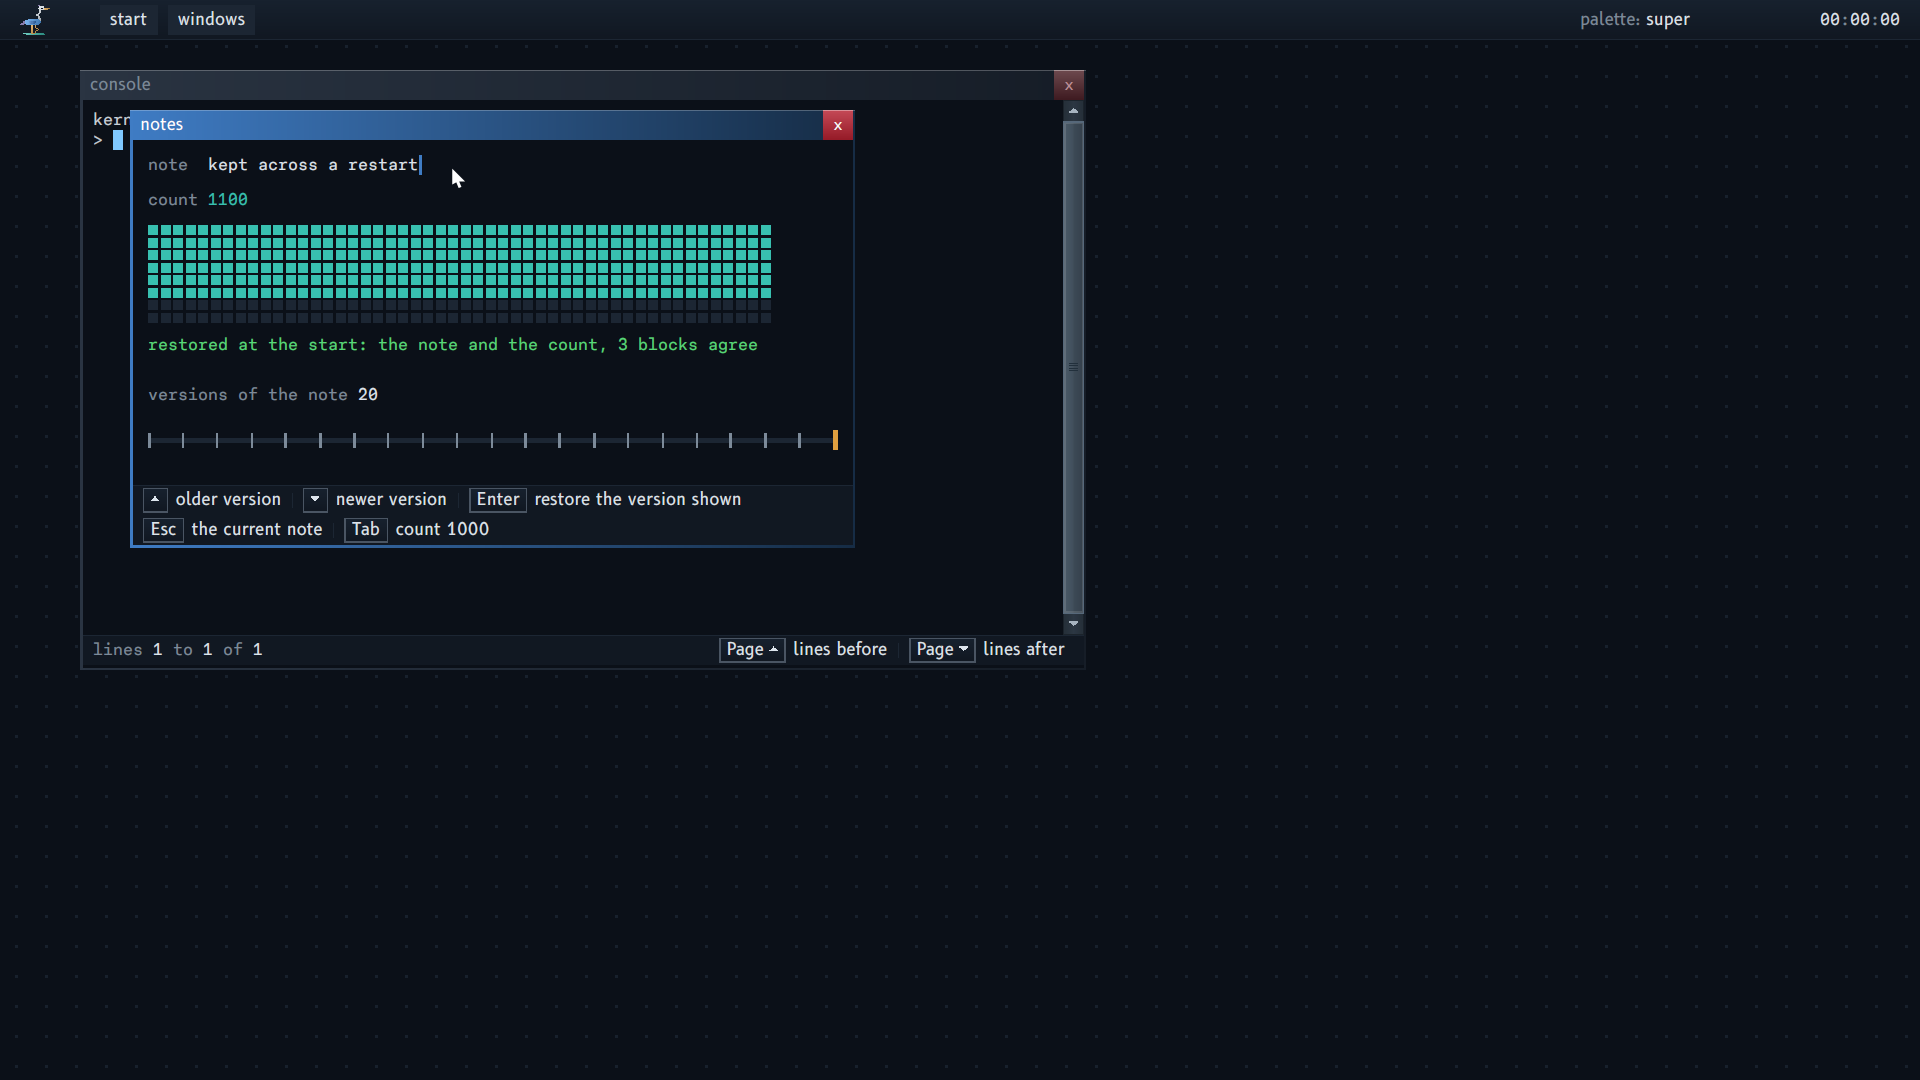 start windows palette: super 00:00:00
console x
kern
>
notes x
note kept across a restart
count 1100
restored at the start: the note and the count, 3 blocks agree
versions of the note 20
older version newer version Enter restore the version shown
Esc the current note Tab count 1000
lines 1 to 1 of 1 Page lines before Page lines after